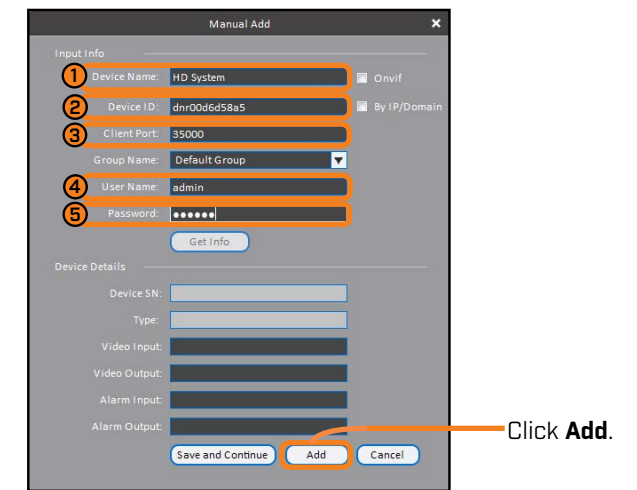 Manual Add ×
Input Info
1 Device Name: HD System Onvif
2 Device ID: dnr00d6d58a5 By IP/Domain
3 Client Port: 35000
Group Name: Default Group
4 User Name: admin
5 Password: ●●●●●●
Get Info
Device Details
Device SN:
Type:
Video Input:
Video Output:
Alarm Input:
Alarm Output:
Save and Continue Add Cancel
Click Add.